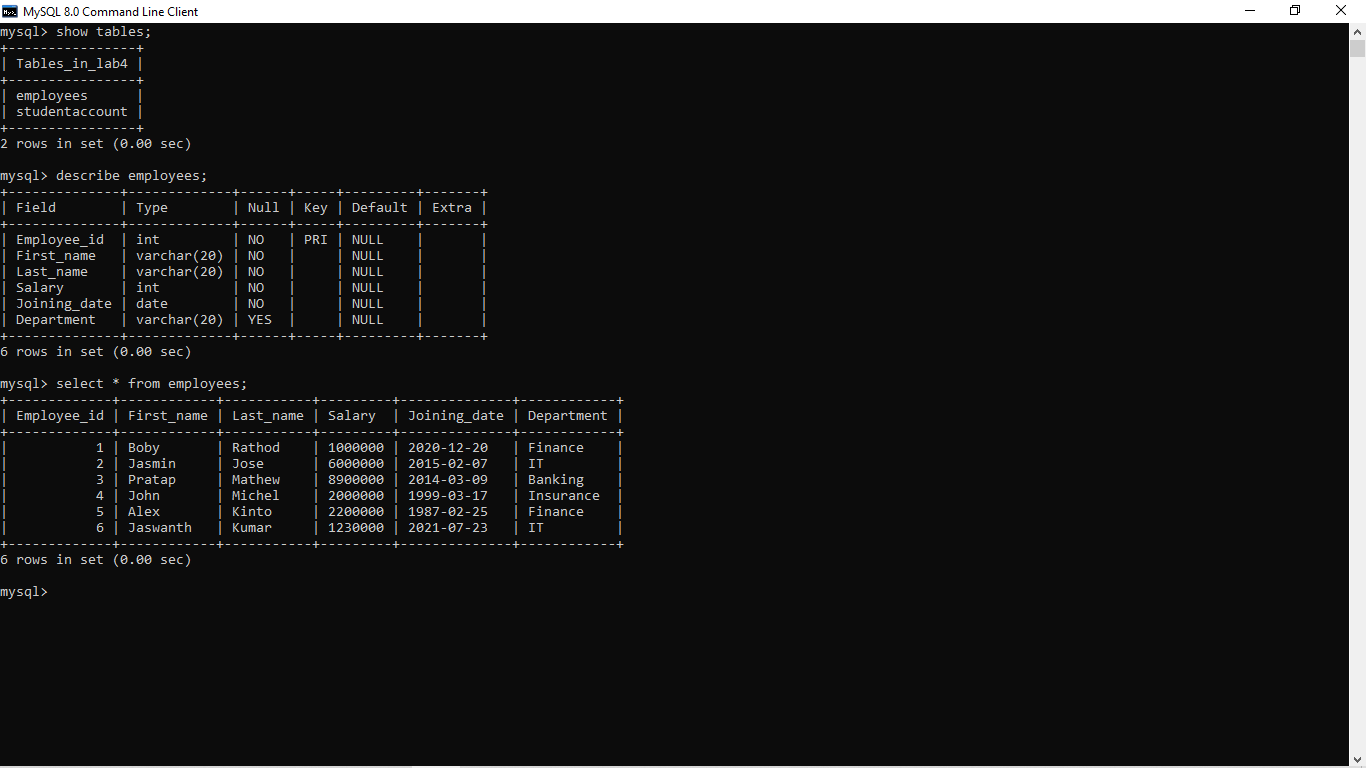 MySQL 8.0 Command Line Client
mysql> show tables;
+----------------+
| Tables_in_lab4 |
+----------------+
| employees      |
| studentaccount |
+----------------+
2 rows in set (0.00 sec)
mysql> describe employees;
+--------------+-------------+------+-----+---------+-------+
| Field        | Type        | Null | Key | Default | Extra |
+--------------+-------------+------+-----+---------+-------+
| Employee_id  | int         | NO   | PRI | NULL    |       |
| First_name   | varchar(20) | NO   |     | NULL    |       |
| Last_name    | varchar(20) | NO   |     | NULL    |       |
| Salary       | int         | NO   |     | NULL    |       |
| Joining_date | date        | NO   |     | NULL    |       |
| Department   | varchar(20) | YES  |     | NULL    |       |
+--------------+-------------+------+-----+---------+-------+
6 rows in set (0.00 sec)
mysql> select * from employees;
+-------------+------------+-----------+---------+--------------+------------+
| Employee_id | First_name | Last_name | Salary  | Joining_date | Department |
+-------------+------------+-----------+---------+--------------+------------+
|           1 | Boby       | Rathod    | 1000000 | 2020-12-20   | Finance    |
|           2 | Jasmin     | Jose      | 6000000 | 2015-02-07   | IT         |
|           3 | Pratap     | Mathew    | 8900000 | 2014-03-09   | Banking    |
|           4 | John       | Michel    | 2000000 | 1999-03-17   | Insurance  |
|           5 | Alex       | Kinto     | 2200000 | 1987-02-25   | Finance    |
|           6 | Jaswanth   | Kumar     | 1230000 | 2021-07-23   | IT         |
+-------------+------------+-----------+---------+--------------+------------+
6 rows in set (0.00 sec)
mysql>